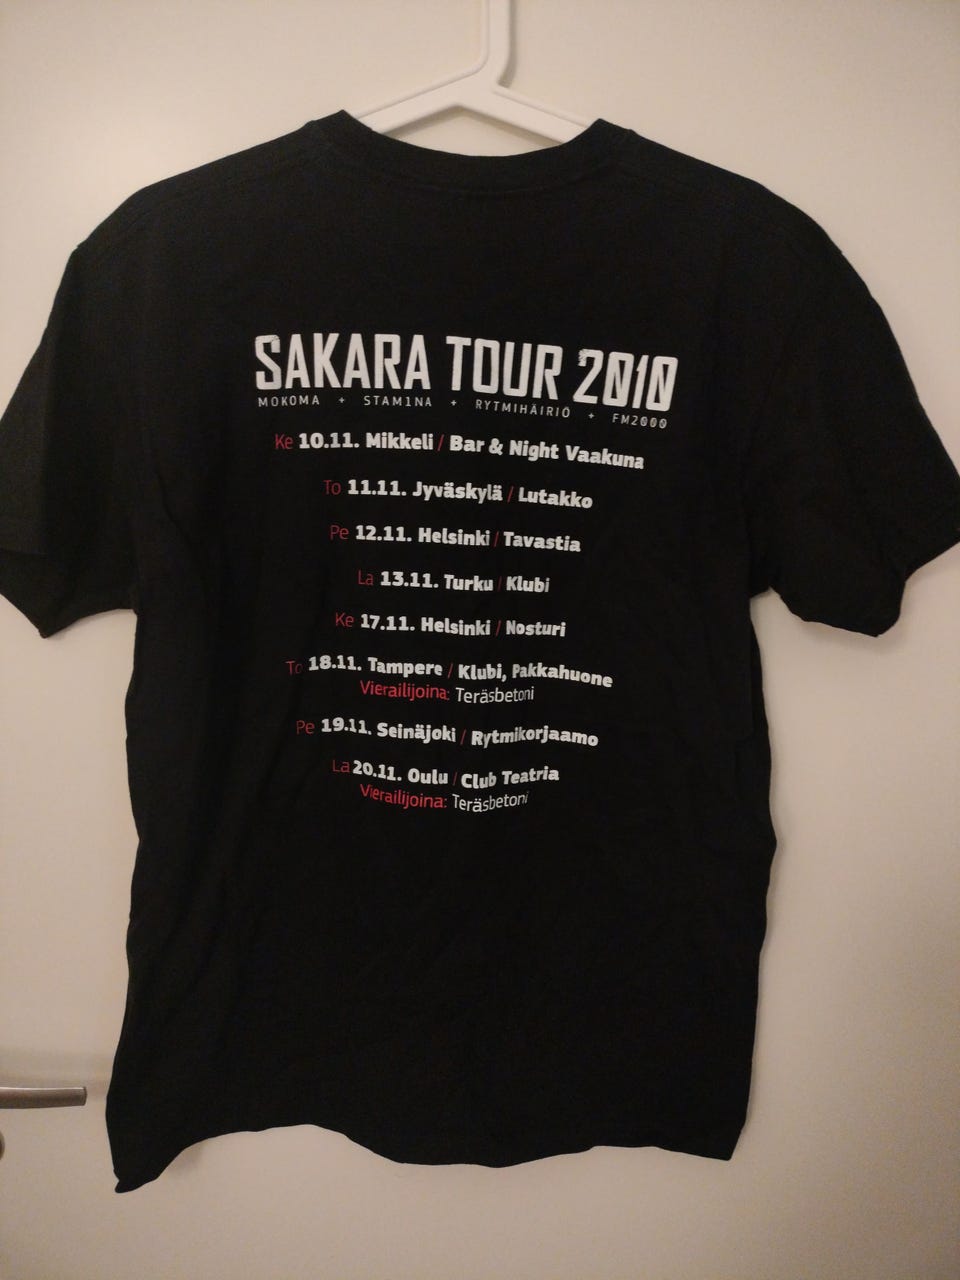 SAKARA TOUR 2010
MOKOMA + STAM1NA + RYTMIHÄIRIÖ + FM2000
Ke 10.11. Mikkeli / Bar & Night Vaakuna
To 11.11. Jyväskylä / Lutakko
Pe 12.11. Helsinki / Tavastia
La 13.11. Turku / Klubi
Ke 17.11. Helsinki / Nosturi
To 18.11. Tampere / Klubi, Pakkahuone
Vierailijoina: Teräsbetoni
Pe 19.11. Seinäjoki / Rytmikorjaamo
La 20.11. Oulu / Club Teatria
Vierailijoina: Teräsbetoni